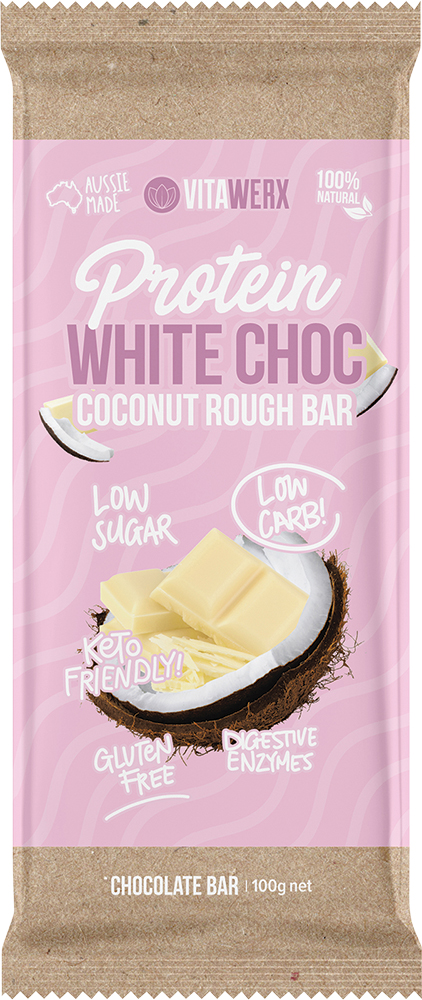 AUSSIE
MADE
VITAWERX
100%
NATURAL
Protein
WHITE CHOC
COCONUT ROUGH BAR
LOW
SUGAR
LOW
CARB!
KETO
FRIENDLY!
GLUTEN
FREE
DIGESTIVE
ENZYMES
*CHOCOLATE BAR | 100g net